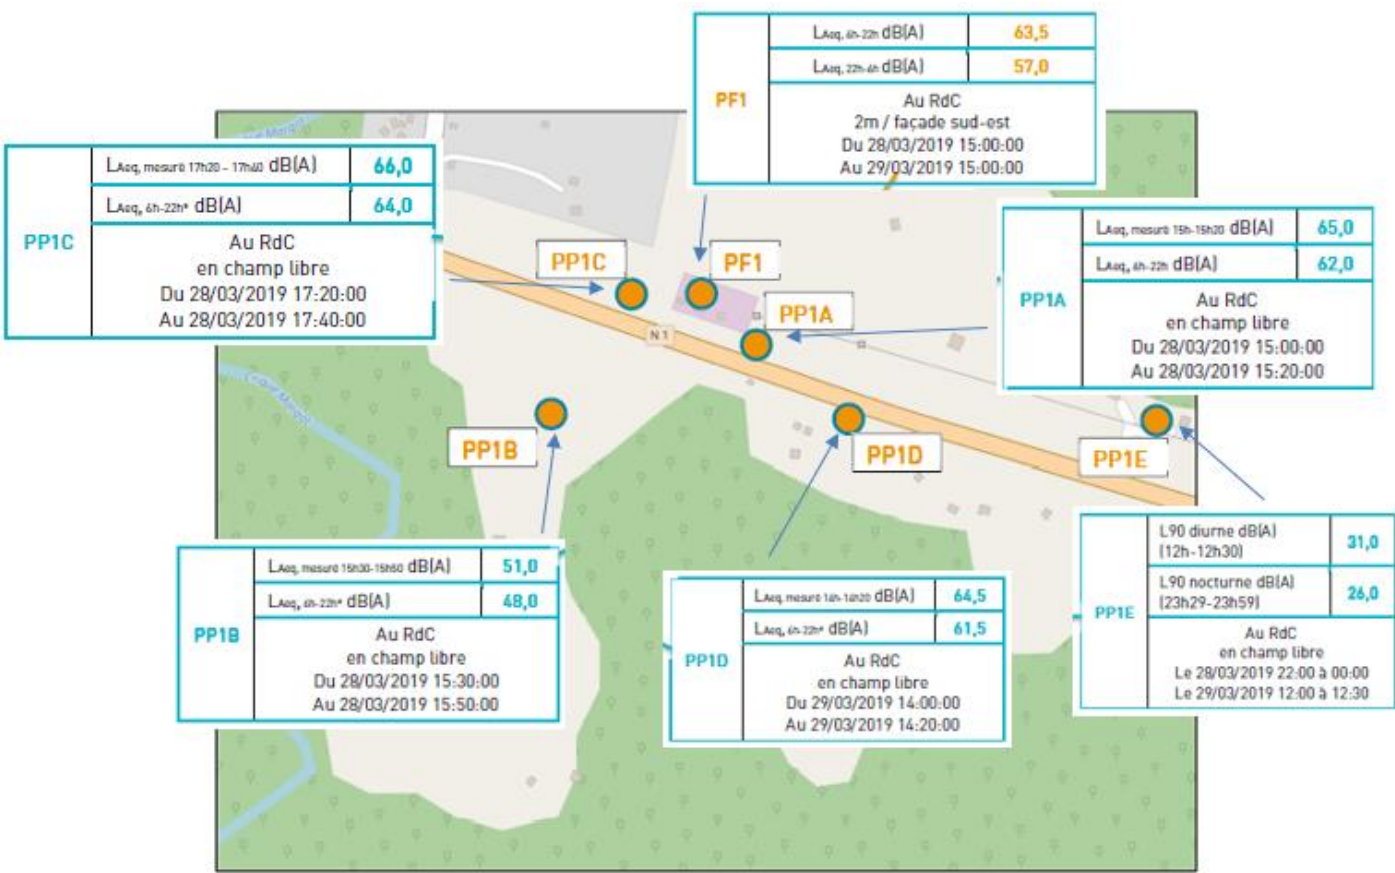 PF1
LAeq, 6h-22h dB(A) 63,5
LAeq, 22h-6h dB(A) 57,0
Au RdC
2m / façade sud-est
Du 28/03/2019 15:00:00
Au 29/03/2019 15:00:00
PP1C
LAeq, mesuré 17h20 - 17h40 dB(A) 66,0
LAeq, 6h-22h* dB(A) 64,0
Au RdC
en champ libre
Du 28/03/2019 17:20:00
Au 28/03/2019 17:40:00
PP1A
LAeq, mesuré 15h-15h20 dB(A) 65,0
LAeq, 6h-22h dB(A) 62,0
Au RdC
en champ libre
Du 28/03/2019 15:00:00
Au 28/03/2019 15:20:00
PP1C
PF1
PP1A
N 1
PP1B
PP1D
PP1E
PP1B
LAeq, mesuré 15h30-15h50 dB(A) 51,0
LAeq, 6h-22h* dB(A) 48,0
Au RdC
en champ libre
Du 28/03/2019 15:30:00
Au 28/03/2019 15:50:00
PP1D
LAeq, mesuré 14h-14h20 dB(A) 64,5
LAeq, 6h-22h* dB(A) 61,5
Au RdC
en champ libre
Du 29/03/2019 14:00:00
Au 29/03/2019 14:20:00
PP1E
L90 diurne dB(A)
(12h-12h30) 31,0
L90 nocturne dB(A)
(23h29-23h59) 26,0
Au RdC
en champ libre
Le 28/03/2019 22:00 à 00:00
Le 29/03/2019 12:00 à 12:30